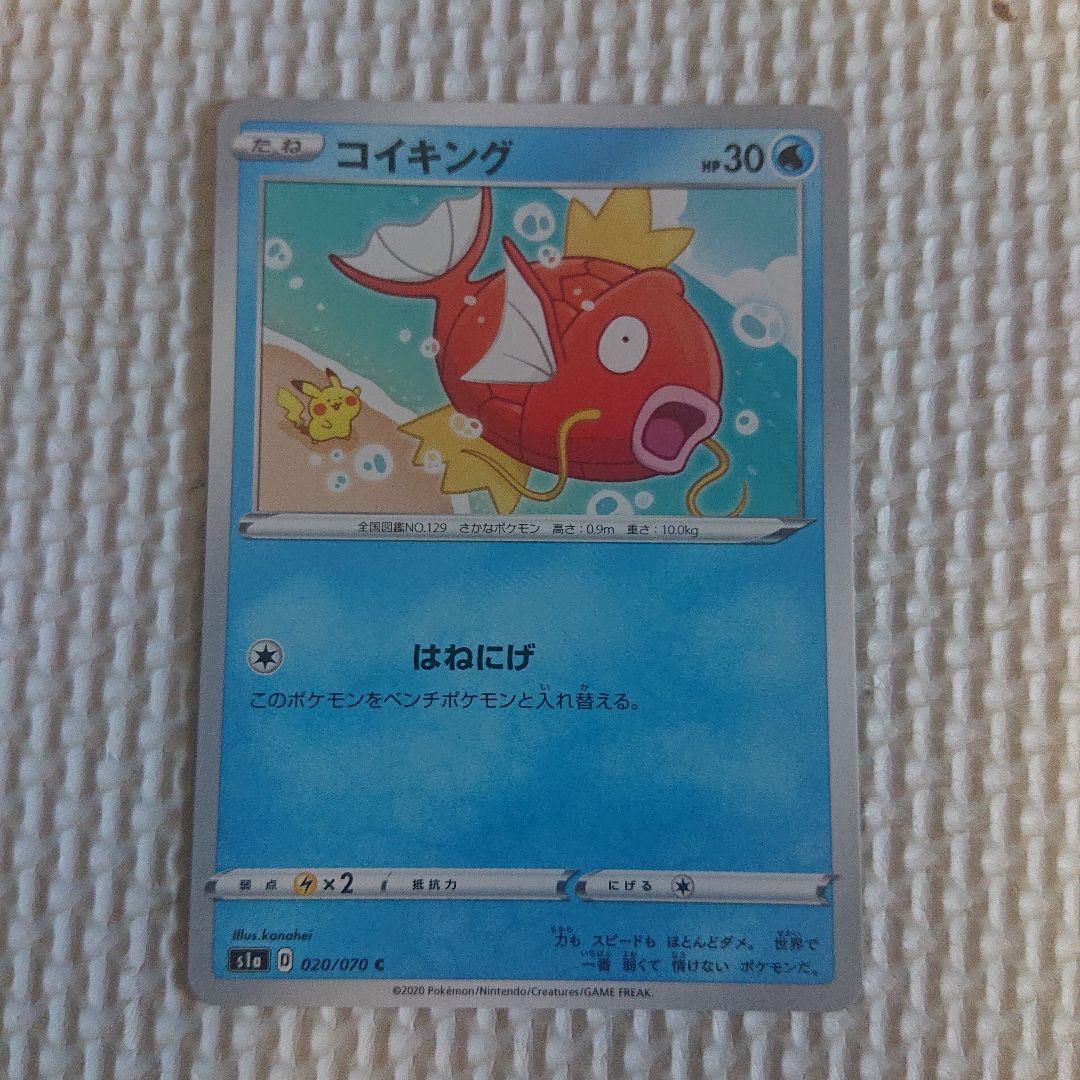 たね コイキング HP30
全国図鑑NO.129 さかなポケモン 高さ:0.9m 重さ:10.0kg
はねにげ
このポケモンをベンチポケモンと入れ替える。
弱点 ×2 抵抗力 にげる
Illus.kanahei
力も スピードも ほとんどダメ。 世界で
一番 弱くて 情けない ポケモンだ。
s1a D 020/070 C
©2020 Pokémon/Nintendo/Creatures/GAME FREAK.